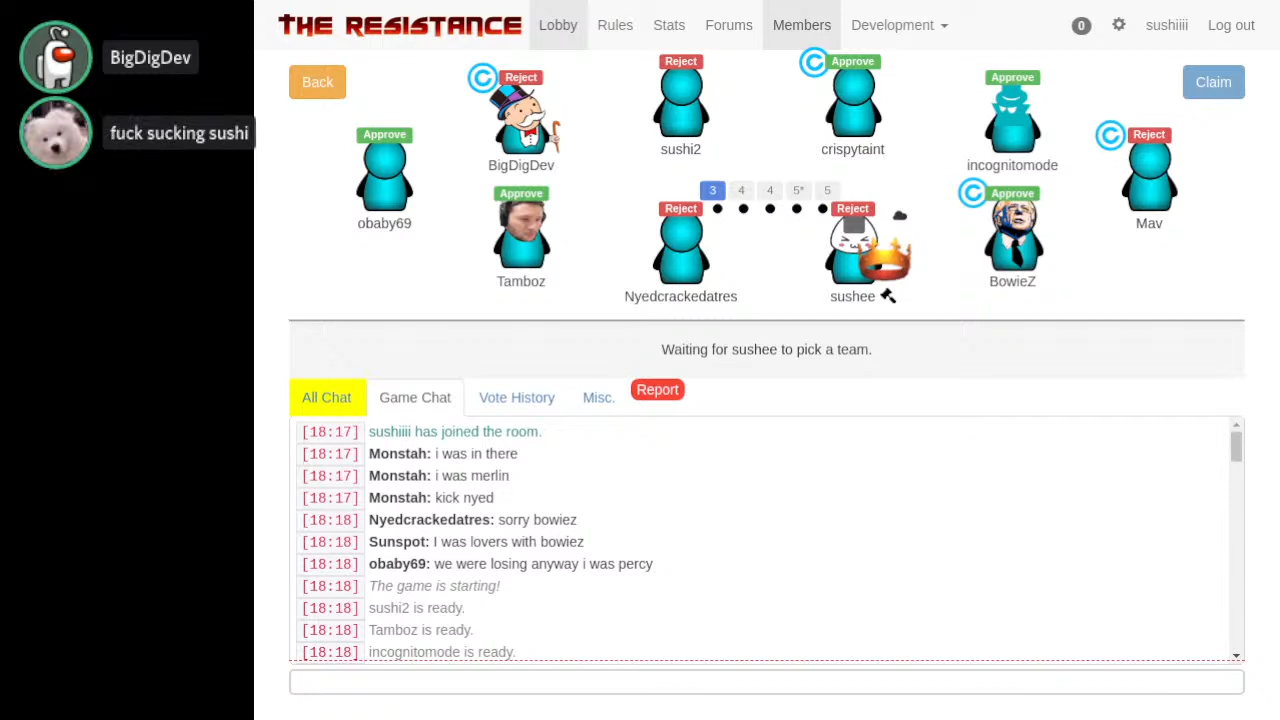 BigDigDev
fuck sucking sushi
THE RESISTANCE Lobby Rules Stats Forums Members Development 0 sushiiii Log out
Back Claim
Reject Reject Approve Approve
Approve Reject
BigDigDev sushi2 crispytaint incognitomode
obaby69 Mav
3 4 4 5* 5
Approve Reject Reject Approve
Tamboz Nyedcrackedatres sushee BowieZ
Waiting for sushee to pick a team.
All Chat Game Chat Vote History Misc. Report
[18:17] sushiiii has joined the room.
[18:17] Monstah: i was in there
[18:17] Monstah: i was merlin
[18:17] Monstah: kick nyed
[18:18] Nyedcrackedatres: sorry bowiez
[18:18] Sunspot: I was lovers with bowiez
[18:18] obaby69: we were losing anyway i was percy
[18:18] The game is starting!
[18:18] sushi2 is ready.
[18:18] Tamboz is ready.
[18:18] incognitomode is ready.